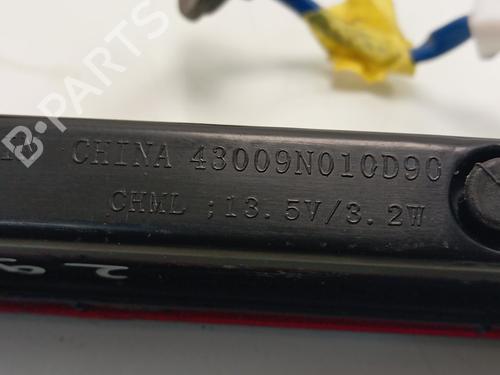 CHINA 43009N010D90
CHML ; 13.5V/3.2W
B-PARTS